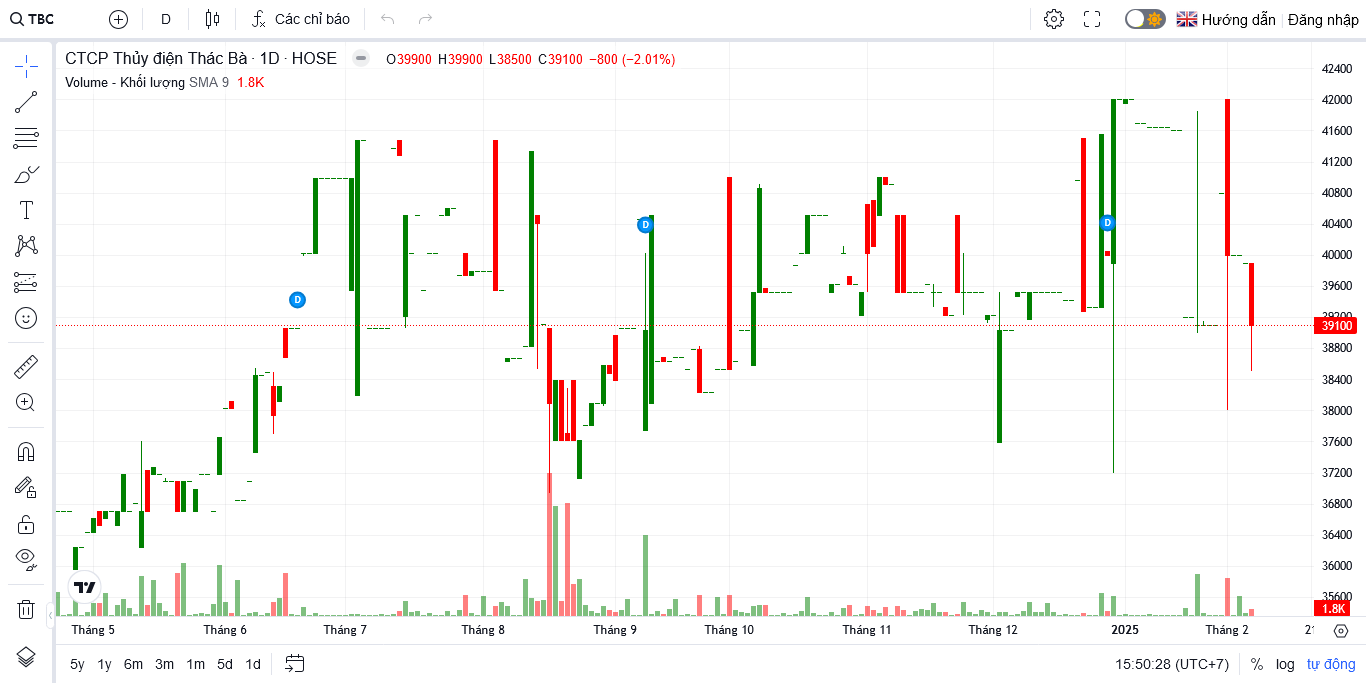 TBC D Các chỉ báo Hướng dẫn Đăng nhập
CTCP Thủy điện Thác Bà · 1D · HOSE O39900 H39900 L38500 C39100 −800 (−2.01%)
Volume - Khối lượng SMA 9 1.8K
42400
42000
41600
41200
40800
40400
D
D
40000
39600
D
39200
39100
38800
38400
38000
37600
37200
36800
36400
36000
35600
1.8K
Tháng 5 Tháng 6 Tháng 7 Tháng 8 Tháng 9 Tháng 10 Tháng 11 Tháng 12 2025 Tháng 2 21
5y 1y 6m 3m 1m 5d 1d 15:50:28 (UTC+7) % log tự động